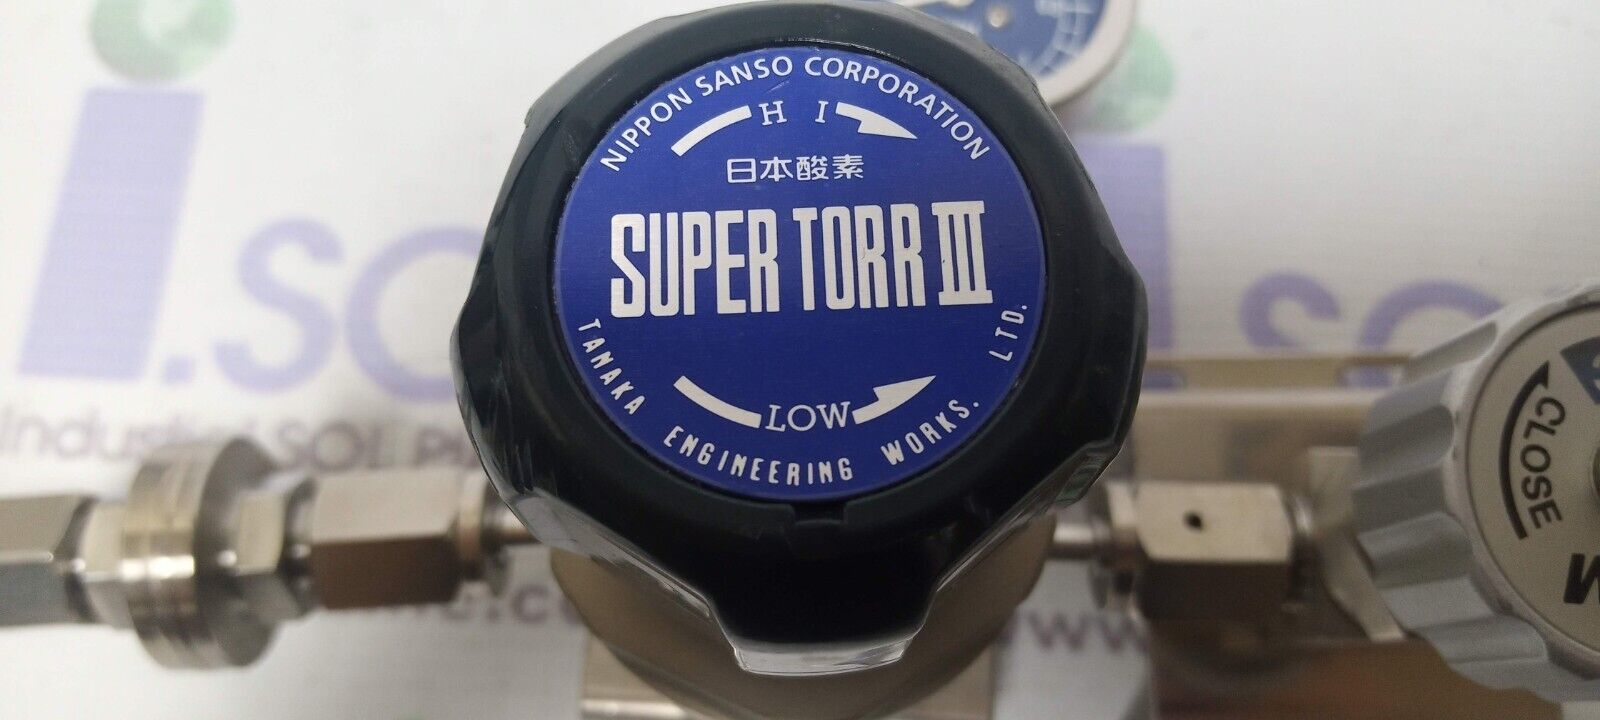 NIPPON SANSO CORPORATION
H I
日本酸素
SUPER TORR III
LOW
TANAKA ENGINEERING WORKS. LTD.
CLOSE